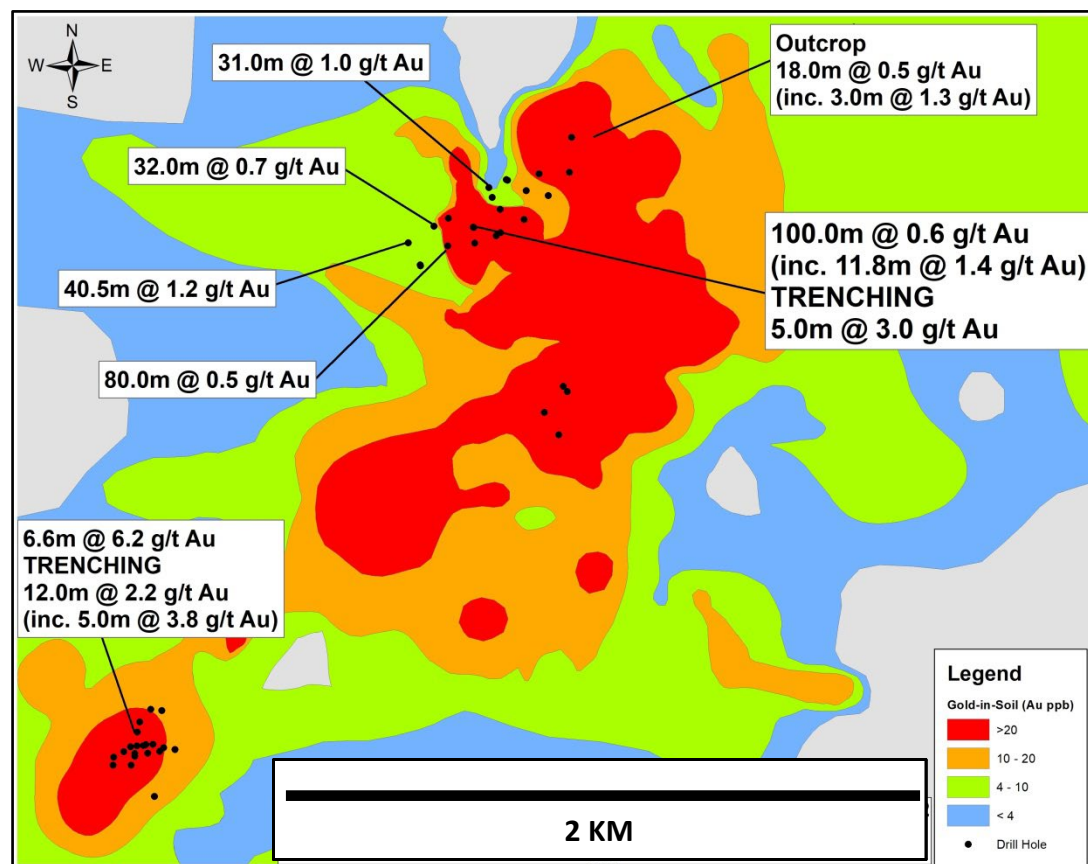 N
W E
S
31.0m @ 1.0 g/t Au
Outcrop
18.0m @ 0.5 g/t Au
(inc. 3.0m @ 1.3 g/t Au)
32.0m @ 0.7 g/t Au
40.5m @ 1.2 g/t Au
100.0m @ 0.6 g/t Au
(inc. 11.8m @ 1.4 g/t Au)
TRENCHING
5.0m @ 3.0 g/t Au
80.0m @ 0.5 g/t Au
6.6m @ 6.2 g/t Au
TRENCHING
12.0m @ 2.2 g/t Au
(inc. 5.0m @ 3.8 g/t Au)
Legend
Gold-in-Soil (Au ppb)
>20
10 - 20
4 - 10
< 4
Drill Hole
2 KM